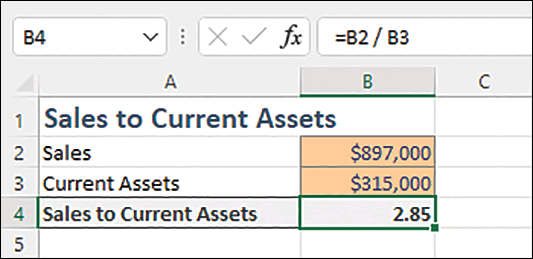 B4 fx =B2 / B3
A B C
1 Sales to Current Assets
2 Sales $897,000
3 Current Assets $315,000
4 Sales to Current Assets 2.85
5